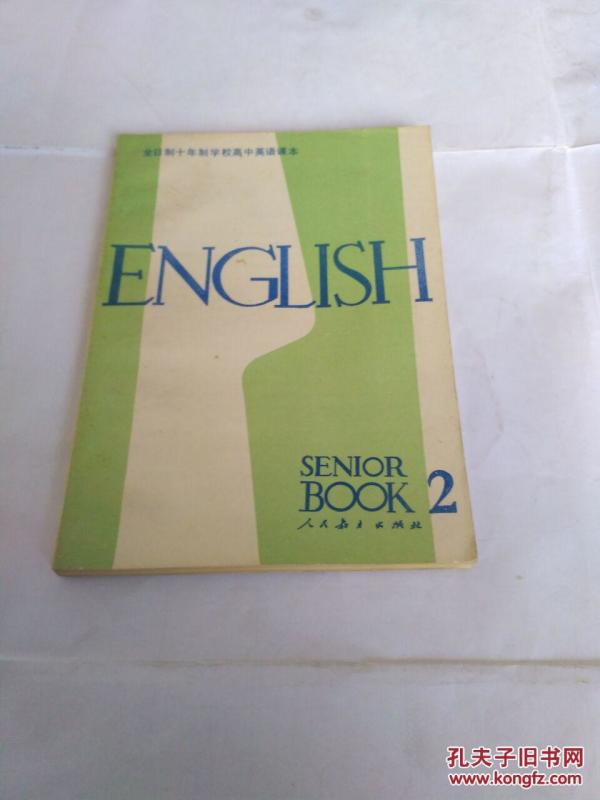 全日制十年制学校高中英语课本
ENGLISH
SENIOR
BOOK 2
人民教育出版社
孔夫子旧书网
www.kongfz.com